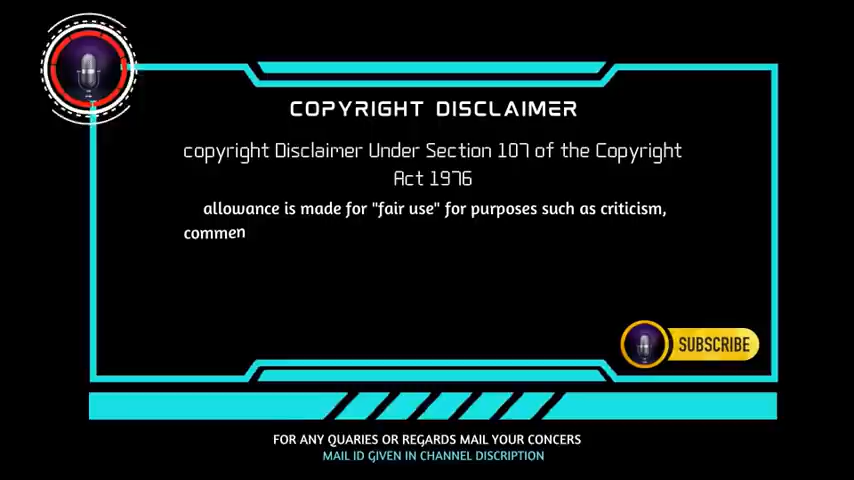 COPYRIGHT DISCLAIMER
copyright Disclaimer Under Section 107 of the Copyright
Act 1976
allowance is made for "fair use" for purposes such as criticism,
commen
SUBSCRIBE
FOR ANY QUARIES OR REGARDS MAIL YOUR CONCERS
MAIL ID GIVEN IN CHANNEL DISCRIPTION